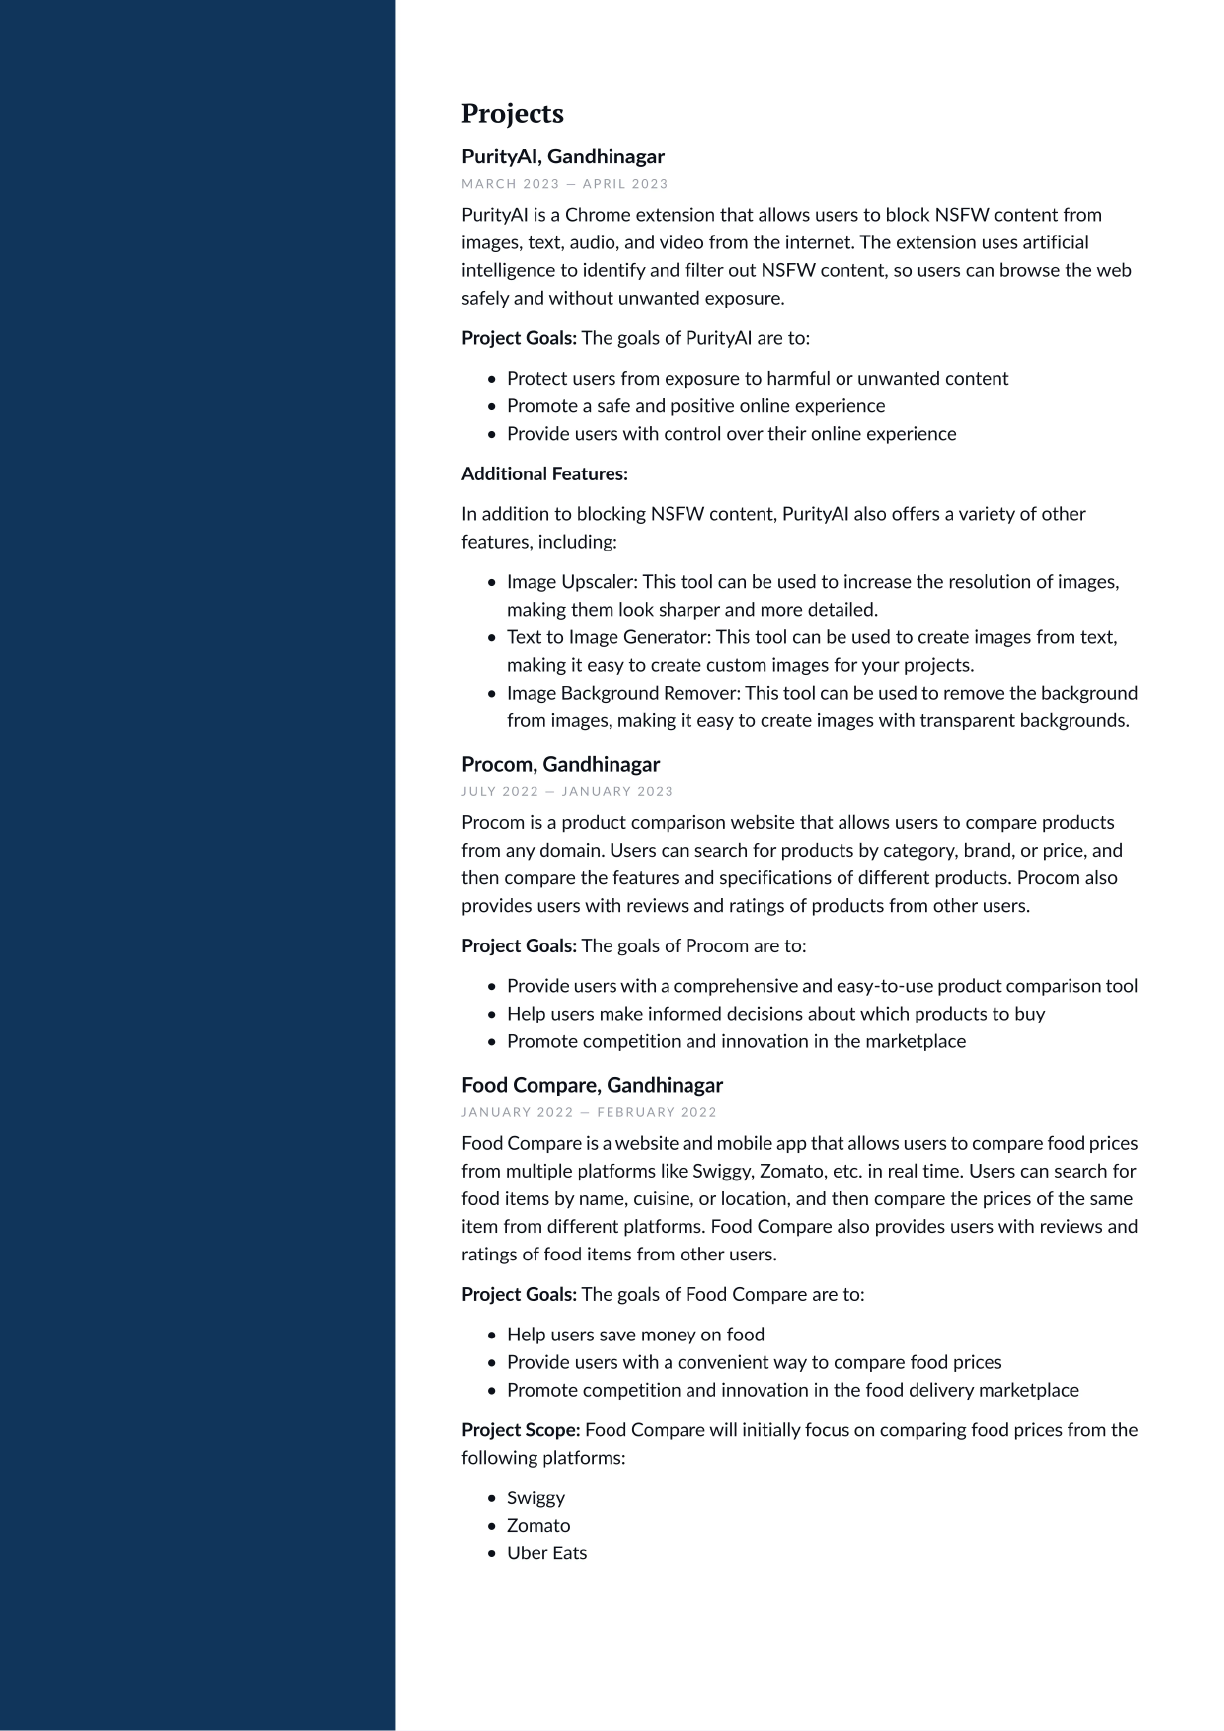 Projects
PurityAI, Gandhinagar
MARCH 2023 — APRIL 2023
PurityAI is a Chrome extension that allows users to block NSFW content from
images, text, audio, and video from the internet. The extension uses artificial
intelligence to identify and filter out NSFW content, so users can browse the web
safely and without unwanted exposure.
Project Goals: The goals of PurityAI are to:
• Protect users from exposure to harmful or unwanted content
• Promote a safe and positive online experience
• Provide users with control over their online experience
Additional Features:
In addition to blocking NSFW content, PurityAI also offers a variety of other
features, including:
• Image Upscaler: This tool can be used to increase the resolution of images,
making them look sharper and more detailed.
• Text to Image Generator: This tool can be used to create images from text,
making it easy to create custom images for your projects.
• Image Background Remover: This tool can be used to remove the background
from images, making it easy to create images with transparent backgrounds.
Procom, Gandhinagar
JULY 2022 — JANUARY 2023
Procom is a product comparison website that allows users to compare products
from any domain. Users can search for products by category, brand, or price, and
then compare the features and specifications of different products. Procom also
provides users with reviews and ratings of products from other users.
Project Goals: The goals of Procom are to:
• Provide users with a comprehensive and easy-to-use product comparison tool
• Help users make informed decisions about which products to buy
• Promote competition and innovation in the marketplace
Food Compare, Gandhinagar
JANUARY 2022 — FEBRUARY 2022
Food Compare is a website and mobile app that allows users to compare food prices
from multiple platforms like Swiggy, Zomato, etc. in real time. Users can search for
food items by name, cuisine, or location, and then compare the prices of the same
item from different platforms. Food Compare also provides users with reviews and
ratings of food items from other users.
Project Goals: The goals of Food Compare are to:
• Help users save money on food
• Provide users with a convenient way to compare food prices
• Promote competition and innovation in the food delivery marketplace
Project Scope: Food Compare will initially focus on comparing food prices from the
following platforms:
• Swiggy
• Zomato
• Uber Eats